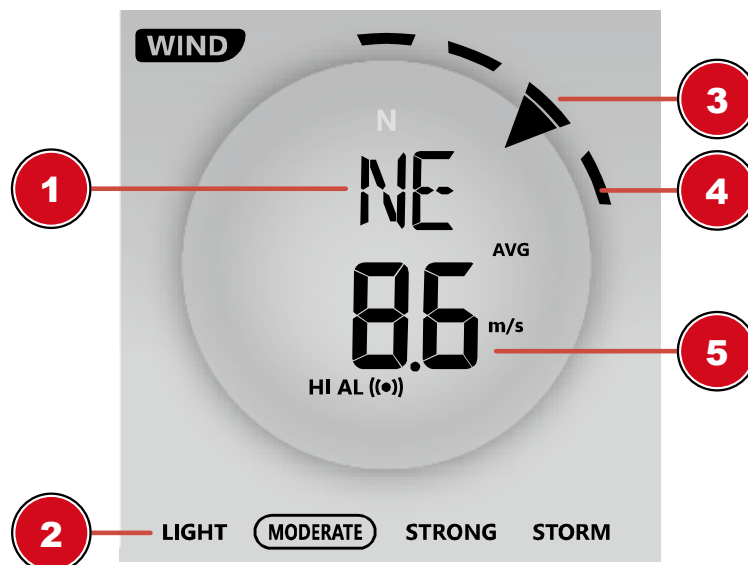 WIND
3
N
1
NE
4
AVG
8.6
m/s
5
HI AL ((•))
2
LIGHT MODERATE STRONG STORM